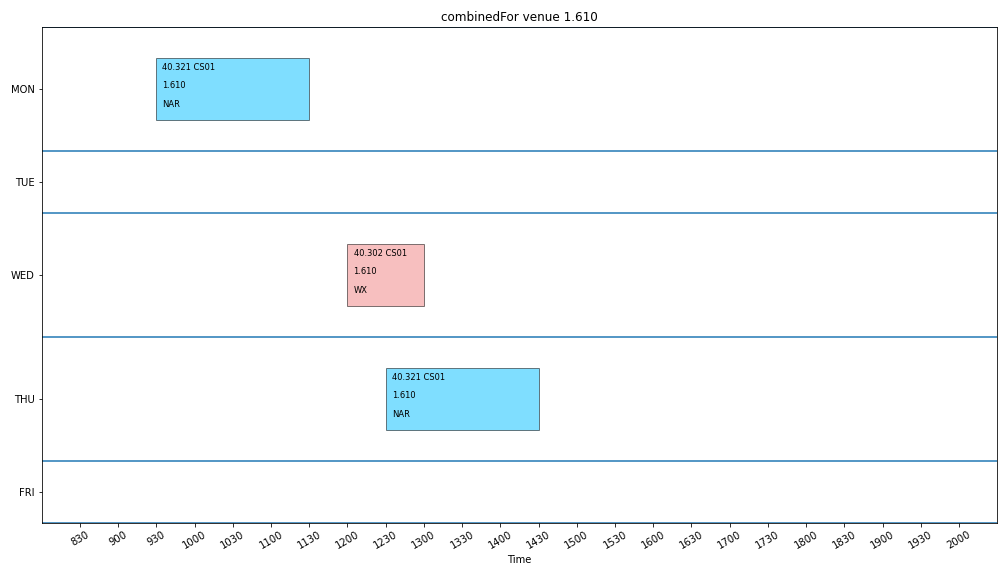 combinedFor venue 1.610
MON
40.321 CS01
1.610
NAR
TUE
WED
40.302 CS01
1.610
WX
THU
40.321 CS01
1.610
NAR
FRI
830 900 930 1000 1030 1100 1130 1200 1230 1300 1330 1400 1430 1500 1530 1600 1630 1700 1730 1800 1830 1900 1930 2000
Time